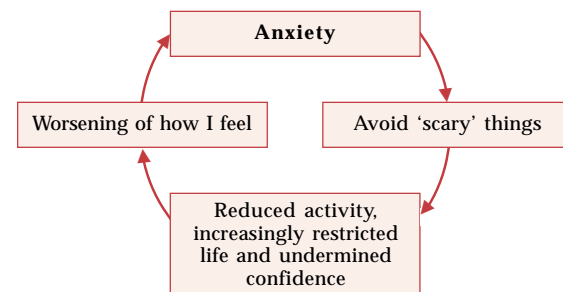 Anxiety
Worsening of how I feel
Avoid ‘scary’ things
Reduced activity,
increasingly restricted
life and undermined
confidence